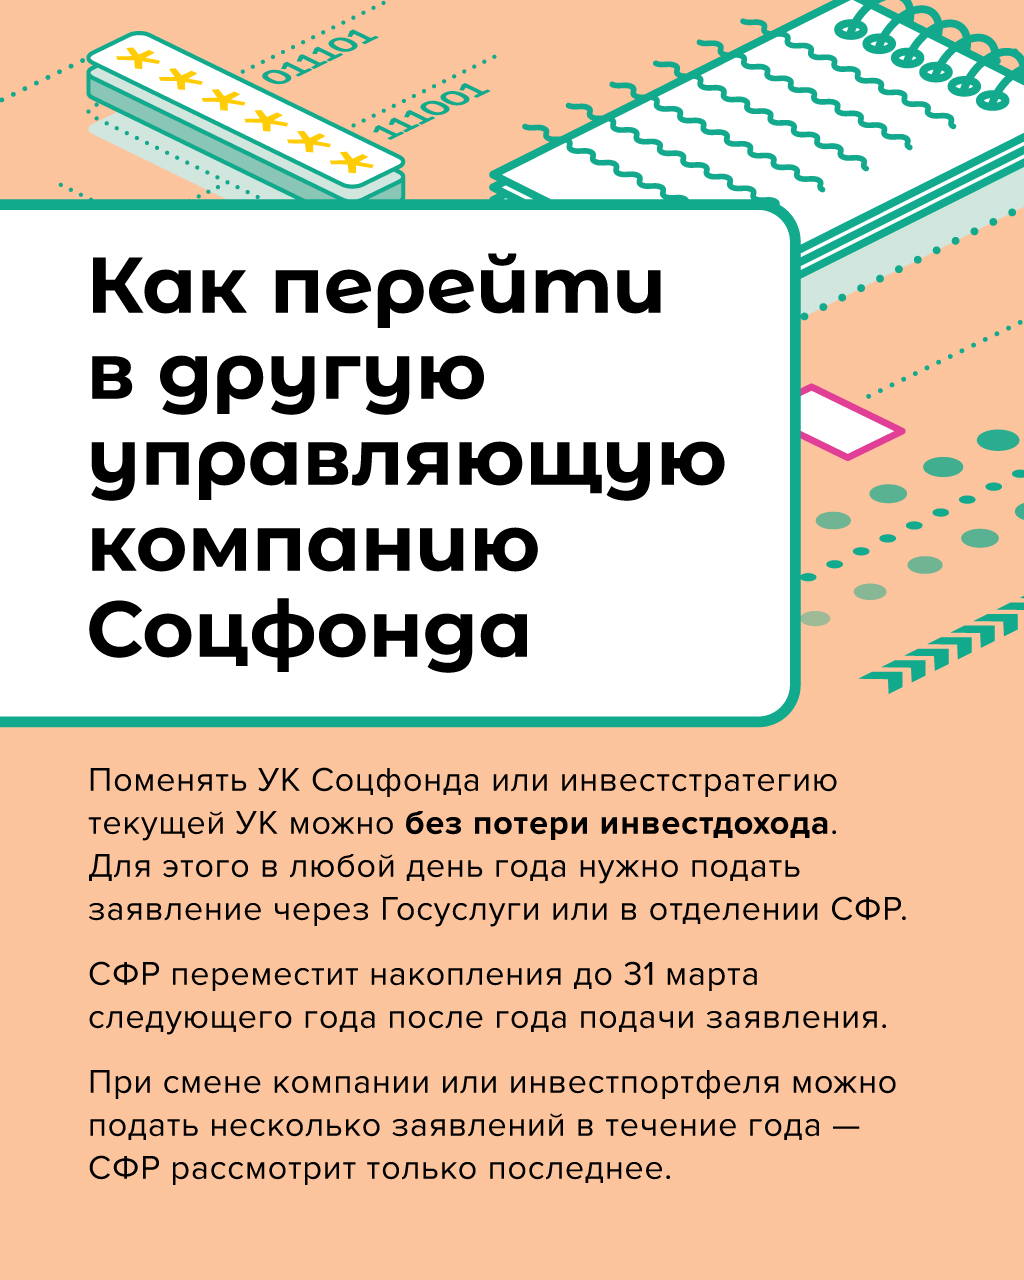 011101
111001
Как перейти
в другую
управляющую
компанию
Соцфонда
Поменять УК Соцфонда или инвестстратегию
текущей УК можно без потери инвестдохода.
Для этого в любой день года нужно подать
заявление через Госуслуги или в отделении СФР.
СФР переместит накопления до 31 марта
следующего года после года подачи заявления.
При смене компании или инвестпортфеля можно
подать несколько заявлений в течение года —
СФР рассмотрит только последнее.